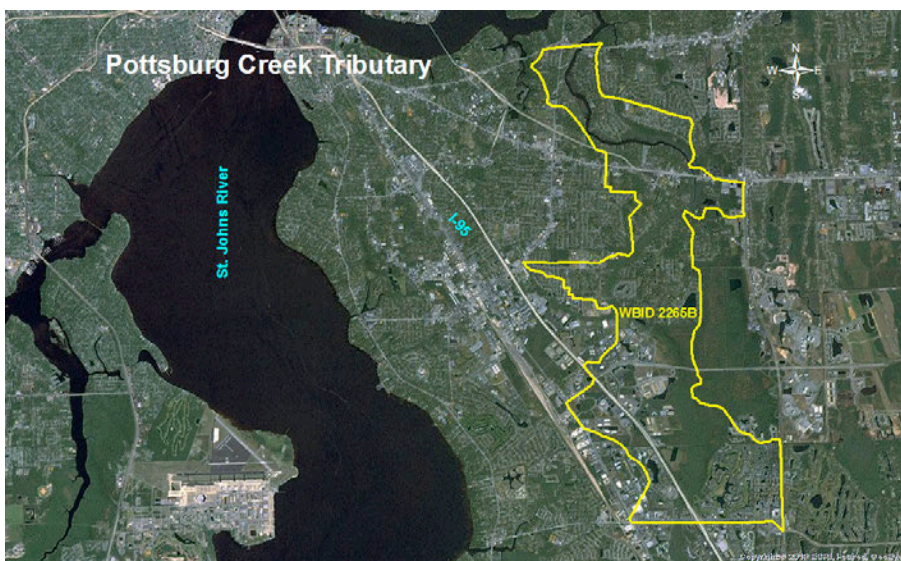 Pottsburg Creek Tributary
N
W E
S
St. Johns River
I-95
WBID 2265B